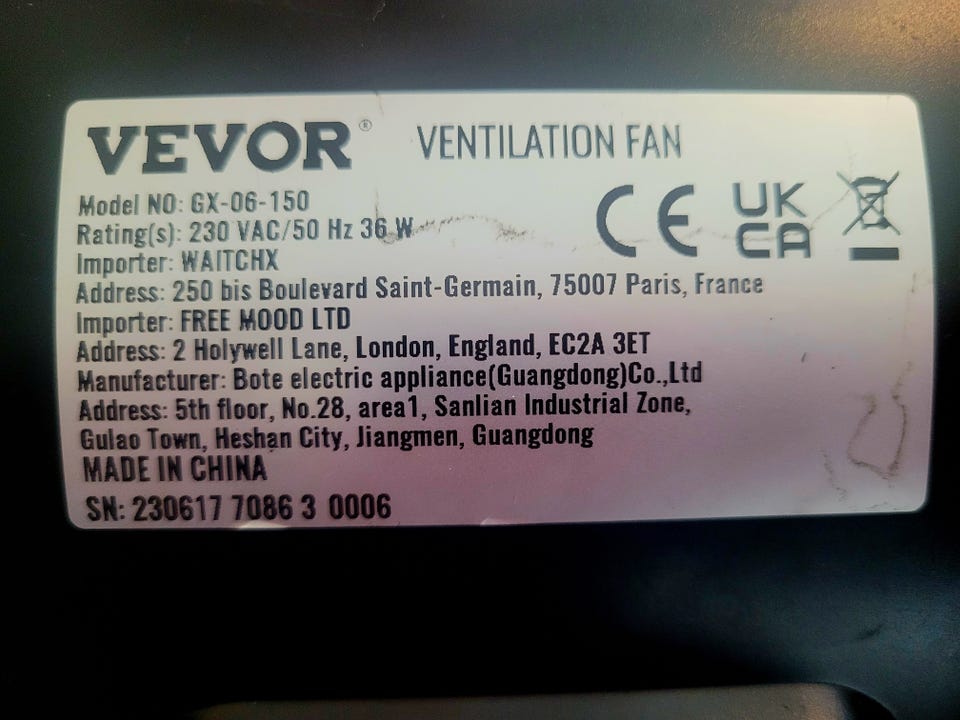 VEVOR® VENTILATION FAN
Model NO: GX-06-150
Rating(s): 230 VAC/50 Hz 36 W
Importer: WAITCHX
Address: 250 bis Boulevard Saint-Germain, 75007 Paris, France
Importer: FREE MOOD LTD
Address: 2 Holywell Lane, London, England, EC2A 3ET
Manufacturer: Bote electric appliance(Guangdong)Co.,Ltd
Address: 5th floor, No.28, area1, Sanlian Industrial Zone,
Gulao Town, Heshan City, Jiangmen, Guangdong
MADE IN CHINA
SN: 230617 7086 3 0006
CE
UK
CA